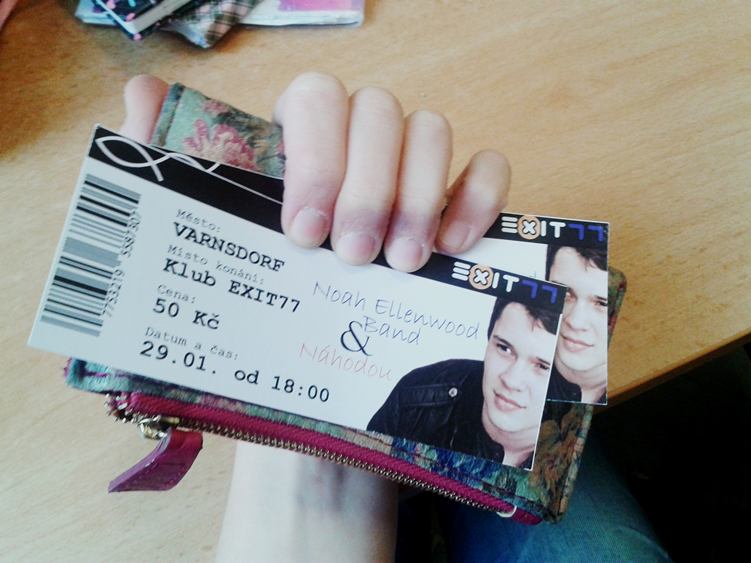 Město:
VARNSDORF
Místo konání:
Klub EXIT77
Cena:
50 Kč
Datum a čas:
29.01. od 18:00
Noah Ellenwood
Band
&
Náhodou
EXIT77
EXIT77